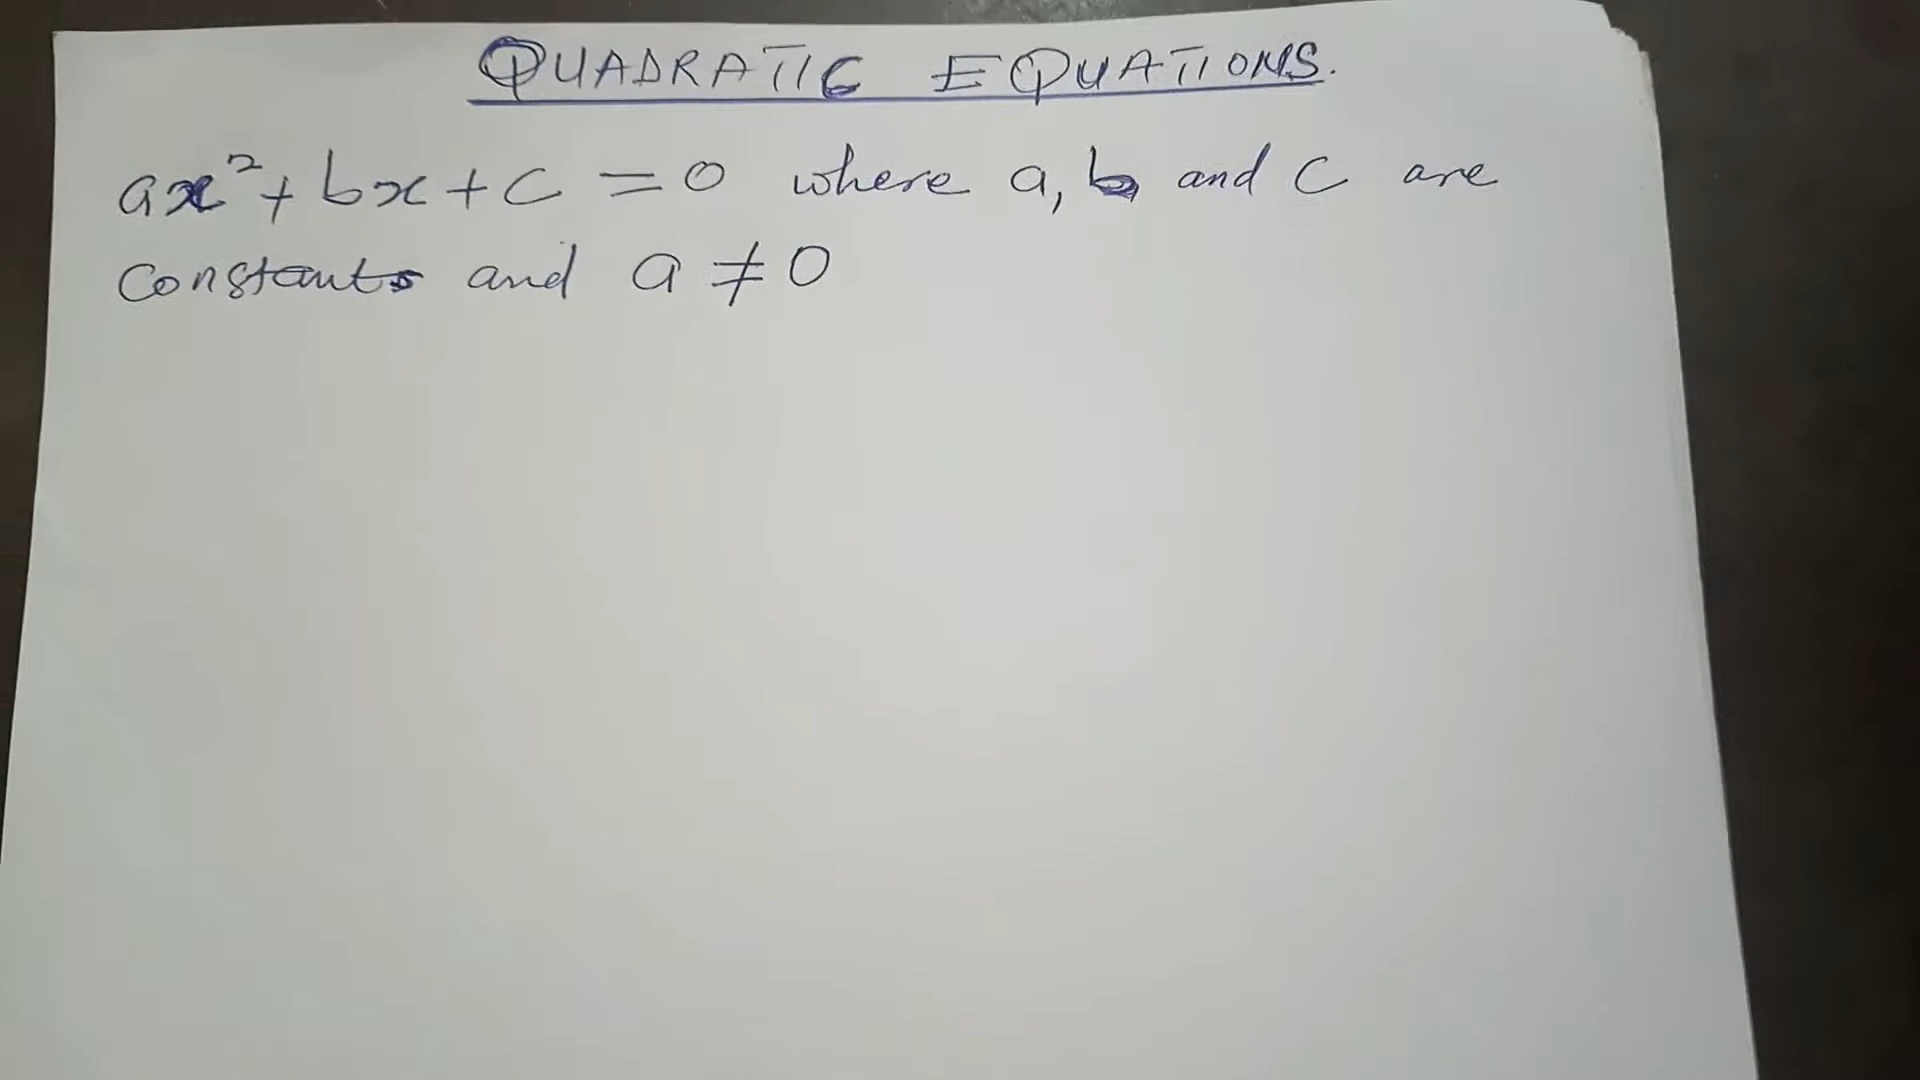 QUADRATIC EQUATIONS.
ax²+bx+c=0 where a, b and c are
constants and a ≠ 0